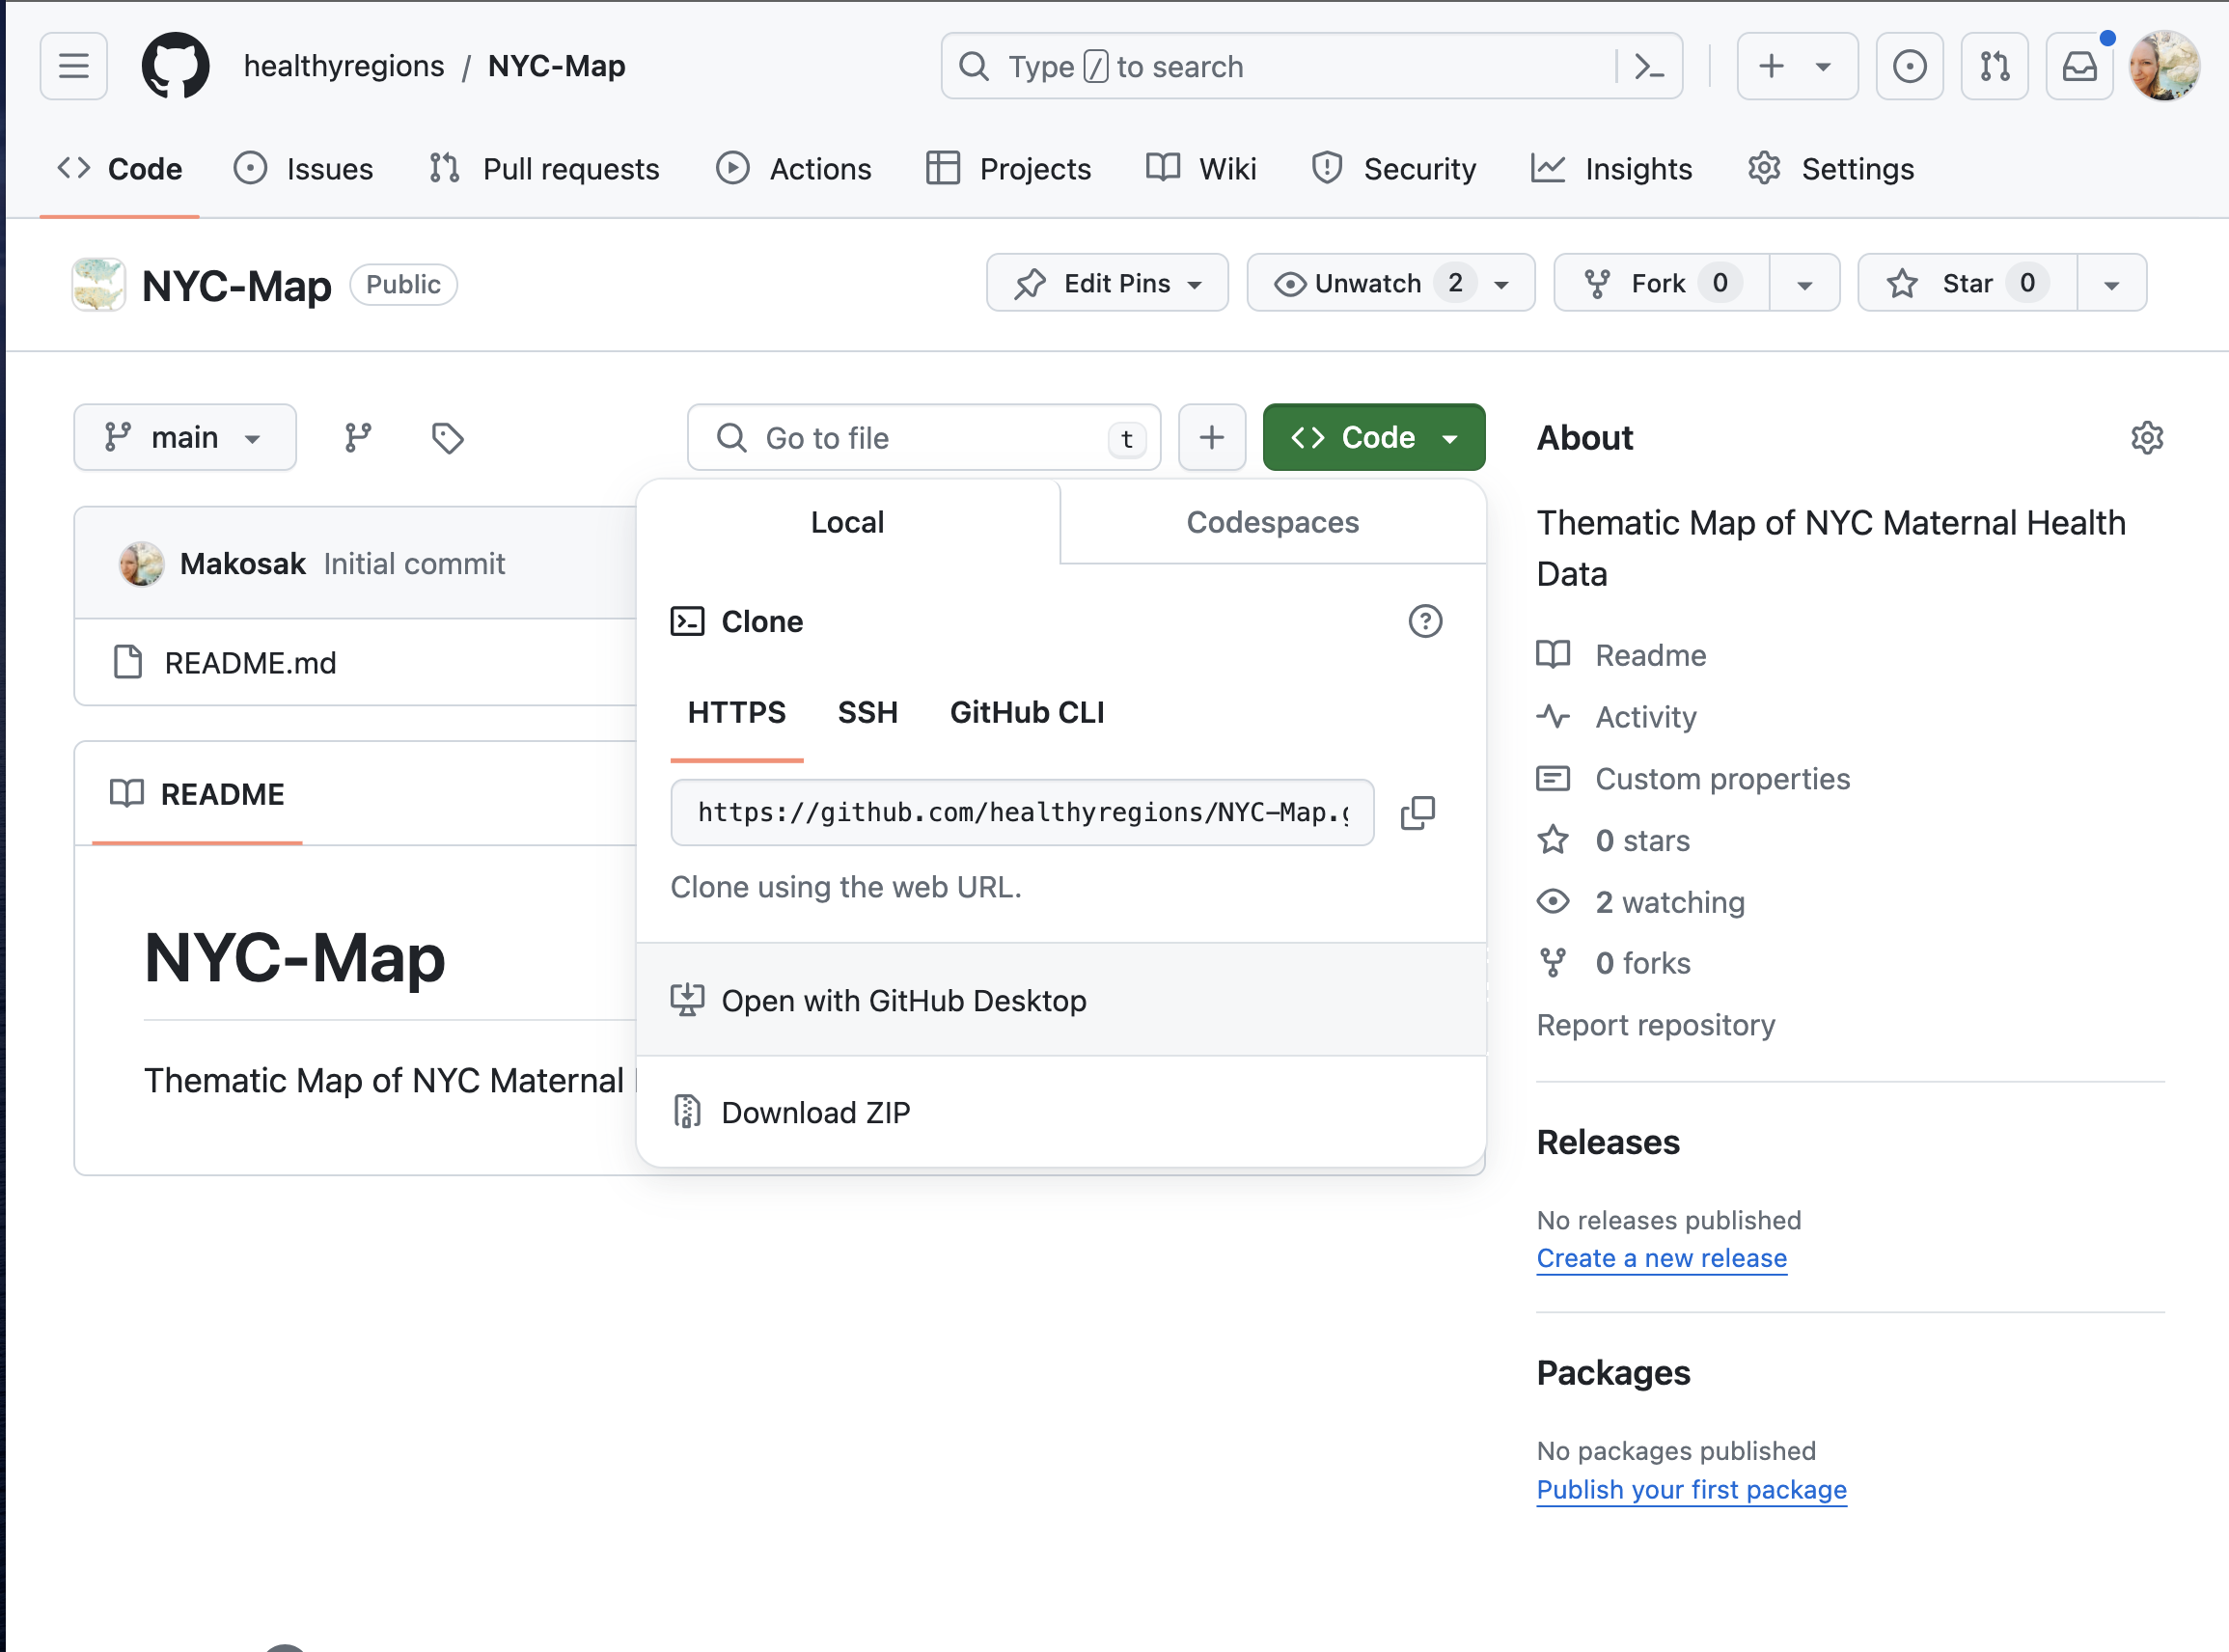 healthyregions / NYC-Map
Type / to search
Code Issues Pull requests Actions Projects Wiki Security Insights Settings
NYC-Map Public
Edit Pins Unwatch 2 Fork 0 Star 0
main
Go to file t
Code
Local Codespaces
Makosak Initial commit
README.md
Clone
HTTPS SSH GitHub CLI
https://github.com/healthyregions/NYC-Map.g
Clone using the web URL.
Open with GitHub Desktop
Download ZIP
README
NYC-Map
Thematic Map of NYC Maternal
About
Thematic Map of NYC Maternal Health
Data
Readme
Activity
Custom properties
0 stars
2 watching
0 forks
Report repository
Releases
No releases published
Create a new release
Packages
No packages published
Publish your first package